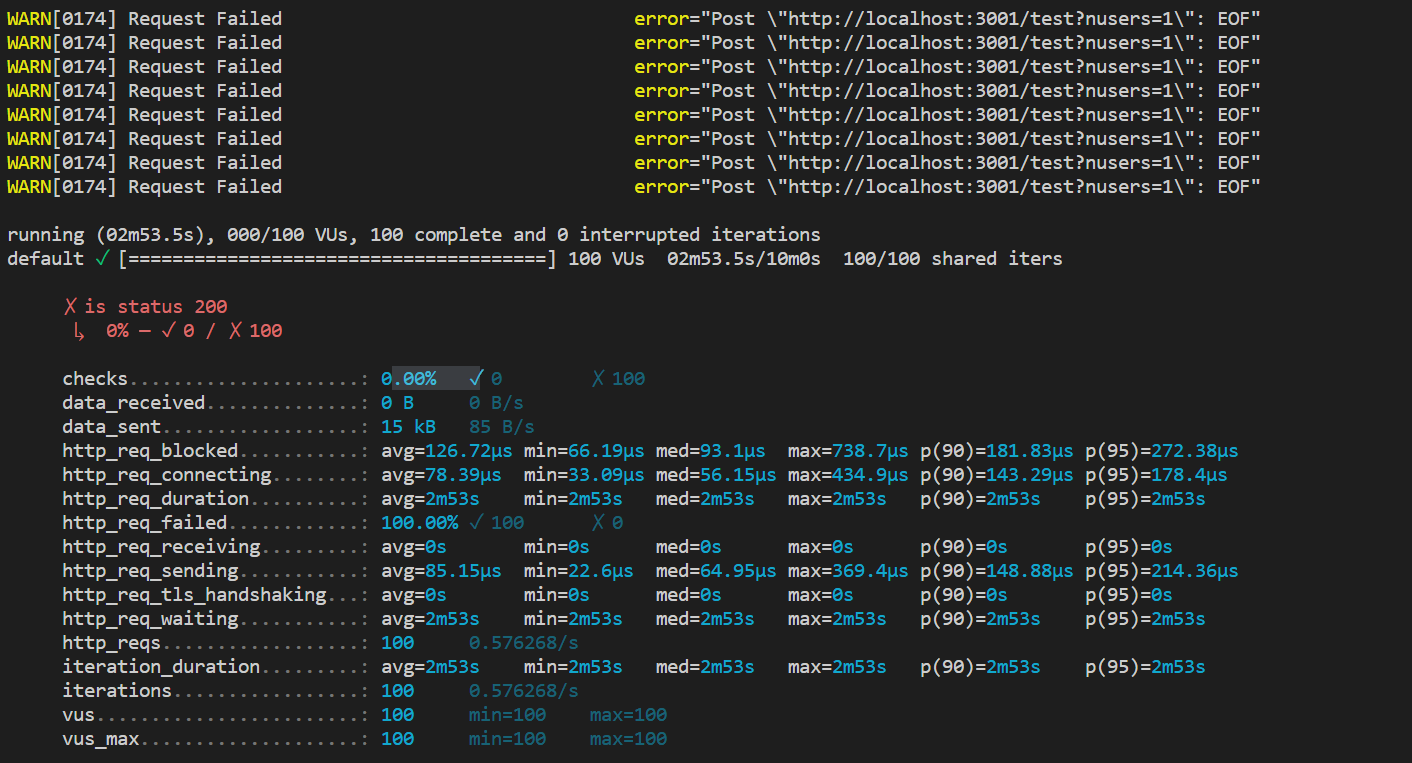 WARN[0174] Request Failed                                error="Post \"http://localhost:3001/test?nusers=1\": EOF"
WARN[0174] Request Failed                                error="Post \"http://localhost:3001/test?nusers=1\": EOF"
WARN[0174] Request Failed                                error="Post \"http://localhost:3001/test?nusers=1\": EOF"
WARN[0174] Request Failed                                error="Post \"http://localhost:3001/test?nusers=1\": EOF"
WARN[0174] Request Failed                                error="Post \"http://localhost:3001/test?nusers=1\": EOF"
WARN[0174] Request Failed                                error="Post \"http://localhost:3001/test?nusers=1\": EOF"
WARN[0174] Request Failed                                error="Post \"http://localhost:3001/test?nusers=1\": EOF"
WARN[0174] Request Failed                                error="Post \"http://localhost:3001/test?nusers=1\": EOF"
running (02m53.5s), 000/100 VUs, 100 complete and 0 interrupted iterations
default ✓ [======================================] 100 VUs  02m53.5s/10m0s  100/100 shared iters
✗ is status 200
↳  0% — ✓ 0 / ✗ 100
checks.....................: 0.00%   ✓ 0        ✗ 100
data_received..............: 0 B     0 B/s
data_sent..................: 15 kB   85 B/s
http_req_blocked...........: avg=126.72µs min=66.19µs med=93.1µs  max=738.7µs p(90)=181.83µs p(95)=272.38µs
http_req_connecting........: avg=78.39µs  min=33.09µs med=56.15µs max=434.9µs p(90)=143.29µs p(95)=178.4µs
http_req_duration..........: avg=2m53s    min=2m53s   med=2m53s   max=2m53s   p(90)=2m53s    p(95)=2m53s
http_req_failed............: 100.00% ✓ 100      ✗ 0
http_req_receiving.........: avg=0s       min=0s      med=0s      max=0s      p(90)=0s       p(95)=0s
http_req_sending...........: avg=85.15µs  min=22.6µs  med=64.95µs max=369.4µs p(90)=148.88µs p(95)=214.36µs
http_req_tls_handshaking...: avg=0s       min=0s      med=0s      max=0s      p(90)=0s       p(95)=0s
http_req_waiting...........: avg=2m53s    min=2m53s   med=2m53s   max=2m53s   p(90)=2m53s    p(95)=2m53s
http_reqs..................: 100     0.576268/s
iteration_duration.........: avg=2m53s    min=2m53s   med=2m53s   max=2m53s   p(90)=2m53s    p(95)=2m53s
iterations.................: 100     0.576268/s
vus........................: 100     min=100    max=100
vus_max....................: 100     min=100    max=100